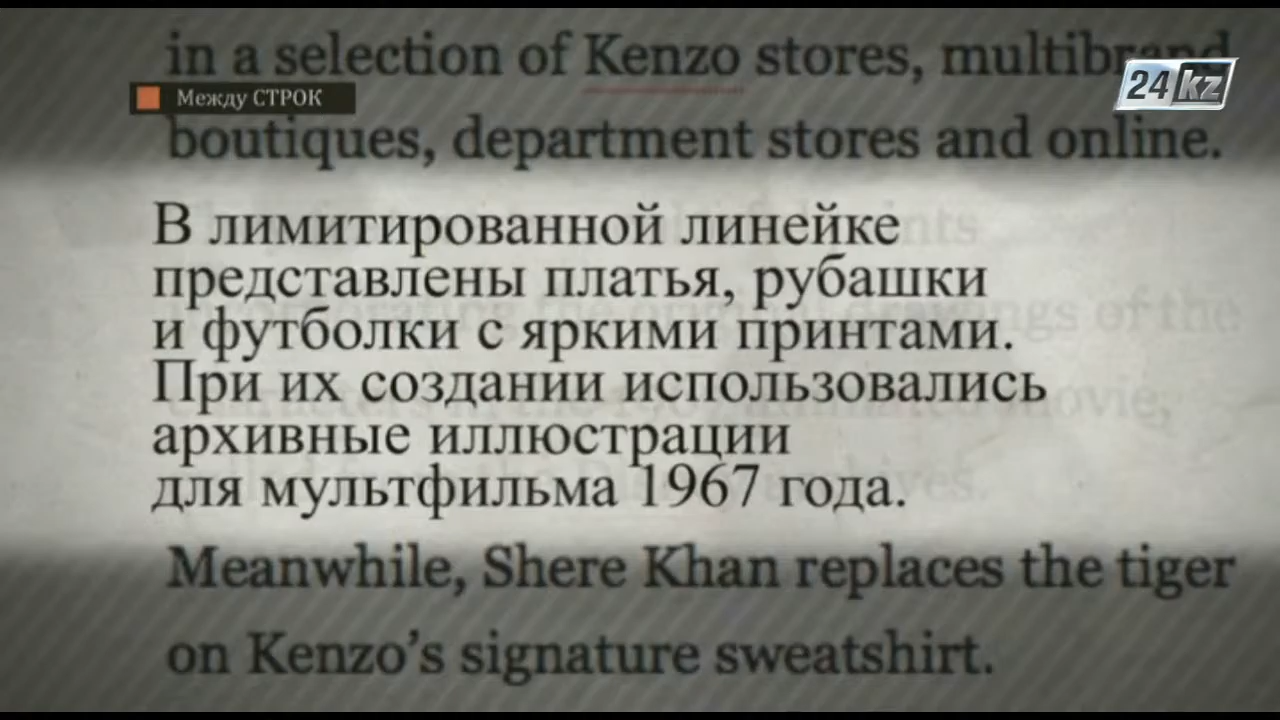 in a selection of Kenzo stores, multibrand
24 kz
Между СТРОК
boutiques, department stores and online.
В лимитированной линейке
представлены платья, рубашки
и футболки с яркими принтами.
При их создании использовались
архивные иллюстрации
для мультфильма 1967 года.
Meanwhile, Shere Khan replaces the tiger
on Kenzo’s signature sweatshirt.